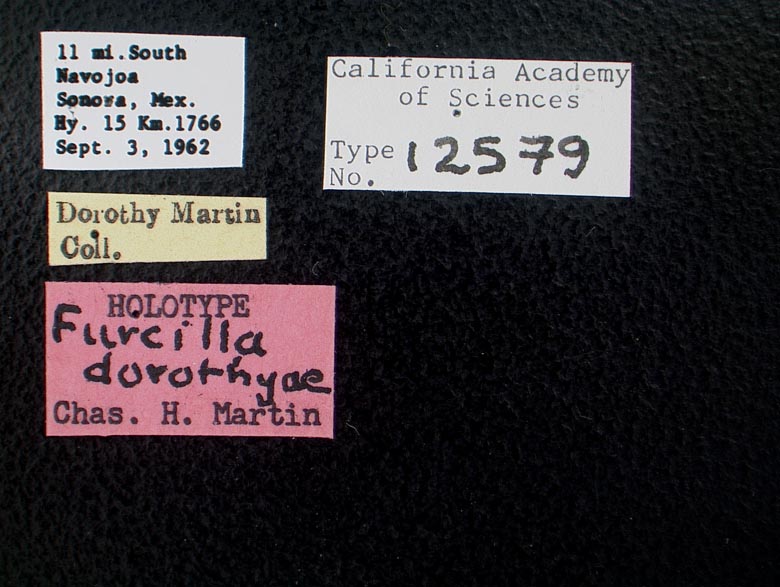 11 mi.South
Navojoa
Sonora, Mex.
Hy. 15 Km.1766
Sept. 3, 1962
California Academy
of Sciences
Type
No. 12579
Dorothy Martin
Coll.
HOLOTYPE
Furcilla
dorothyae
Chas. H. Martin